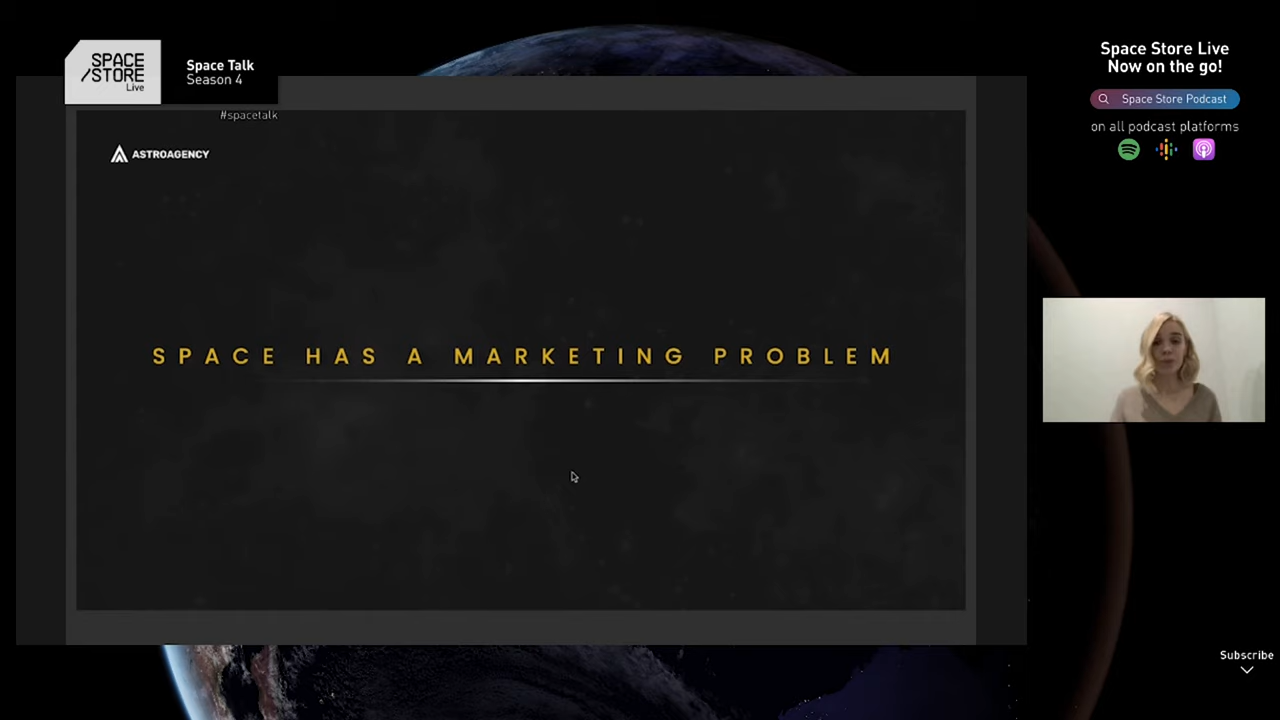 SPACE
/STORE
Live
Space Talk
Season 4
#spacetalk
ASTROAGENCY
SPACE HAS A MARKETING PROBLEM
Space Store Live
Now on the go!
Space Store Podcast
on all podcast platforms
Subscribe